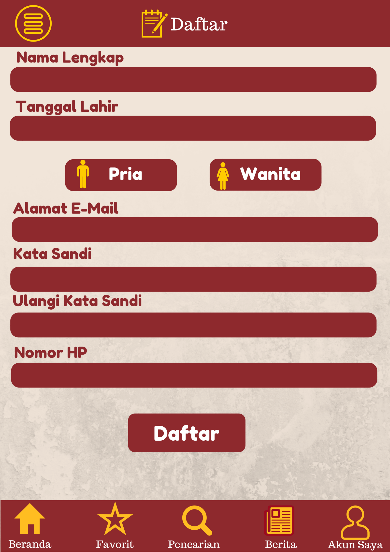 Daftar
Nama Lengkap
Tanggal Lahir
Pria
Wanita
Alamat E-Mail
Kata Sandi
Ulangi Kata Sandi
Nomor HP
Daftar
Beranda
Favorit
Pencarian
Berita
Akun Saya